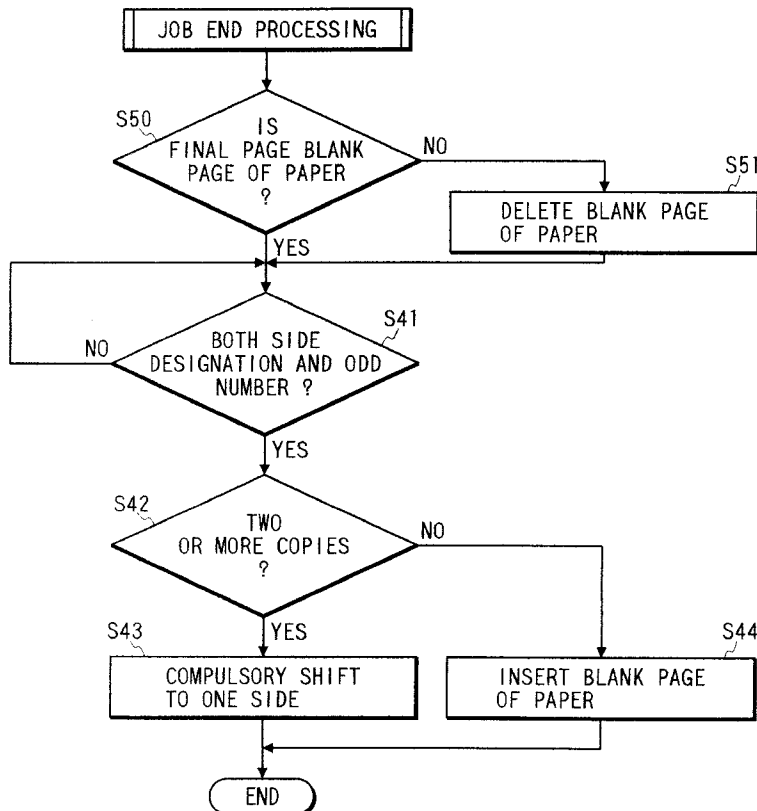 JOB END PROCESSING
S50
IS
FINAL PAGE BLANK
PAGE OF PAPER
?
NO
S51
DELETE BLANK PAGE
OF PAPER
YES
S41
BOTH SIDE
DESIGNATION AND ODD
NUMBER ?
NO
YES
S42
TWO
OR MORE COPIES
?
NO
YES
S43
COMPULSORY SHIFT
TO ONE SIDE
S44
INSERT BLANK PAGE
OF PAPER
END